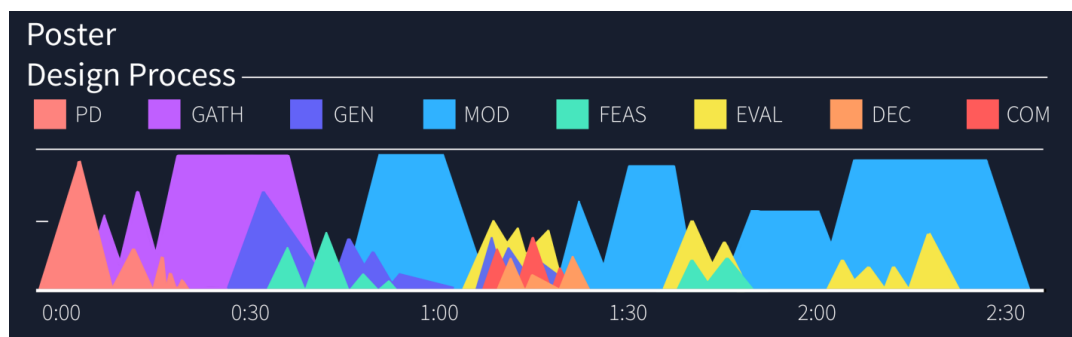 Poster
Design Process
PD GATH GEN MOD FEAS EVAL DEC COM
0:00 0:30 1:00 1:30 2:00 2:30